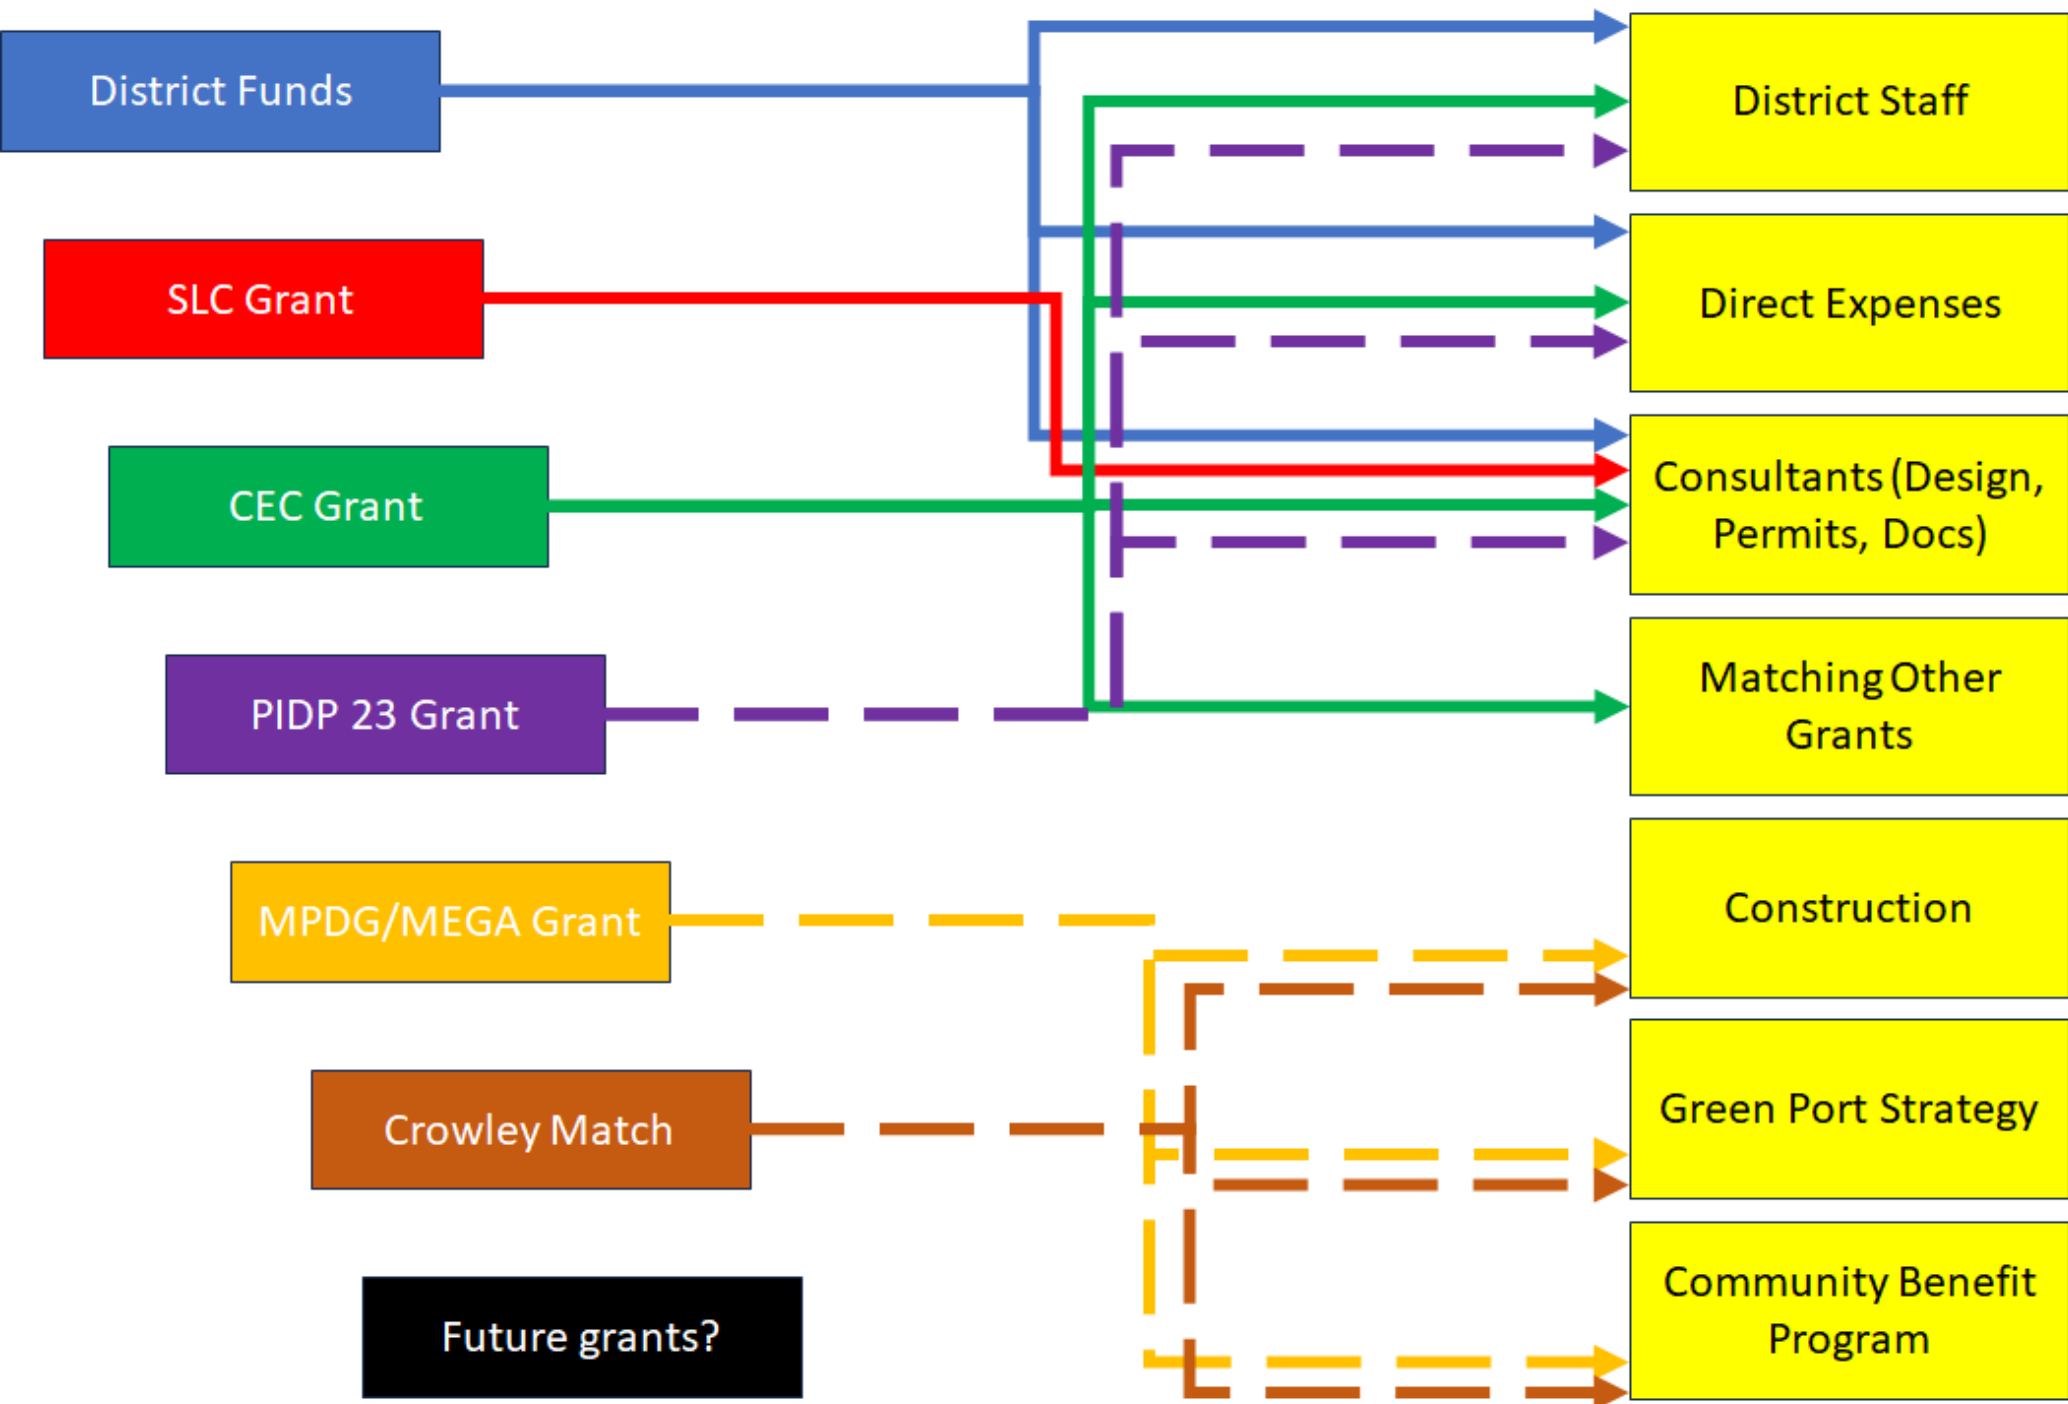 District Funds
SLC Grant
CEC Grant
PIDP 23 Grant
MPDG/MEGA Grant
Crowley Match
Future grants?
District Staff
Direct Expenses
Consultants (Design,
Permits, Docs)
Matching Other
Grants
Construction
Green Port Strategy
Community Benefit
Program